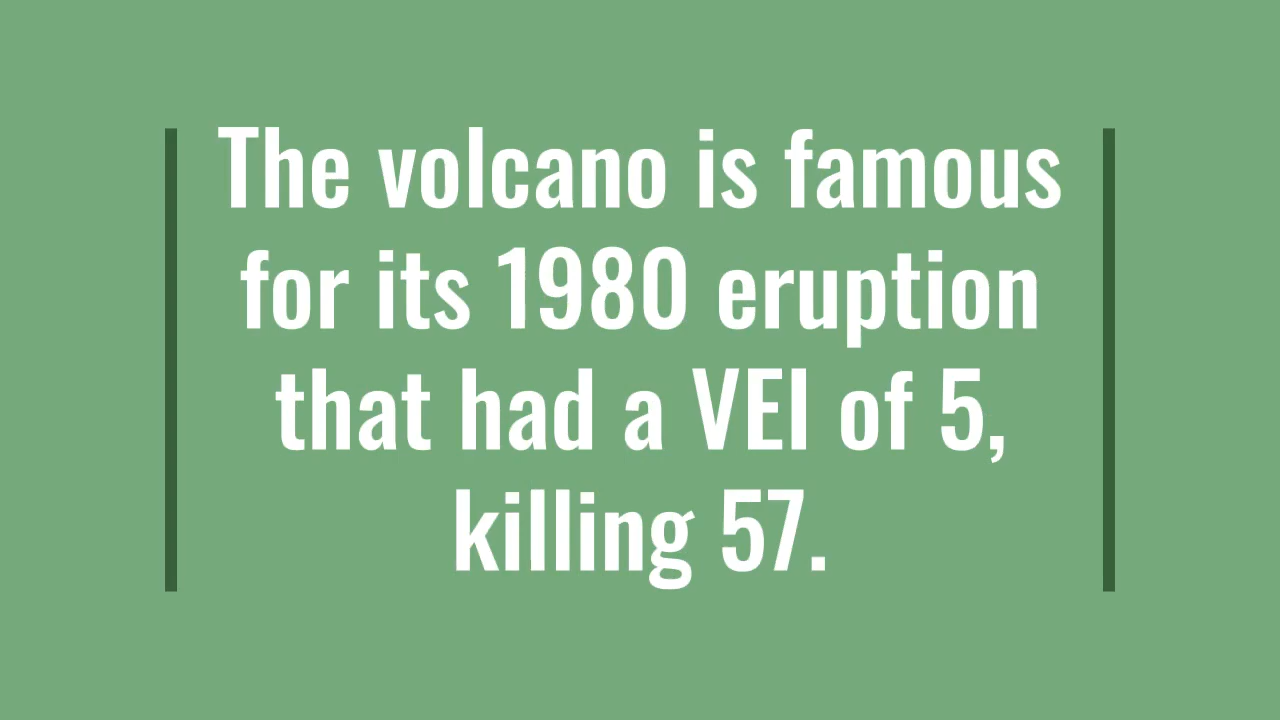 The volcano is famous
for its 1980 eruption
that had a VEI of 5,
killing 57.